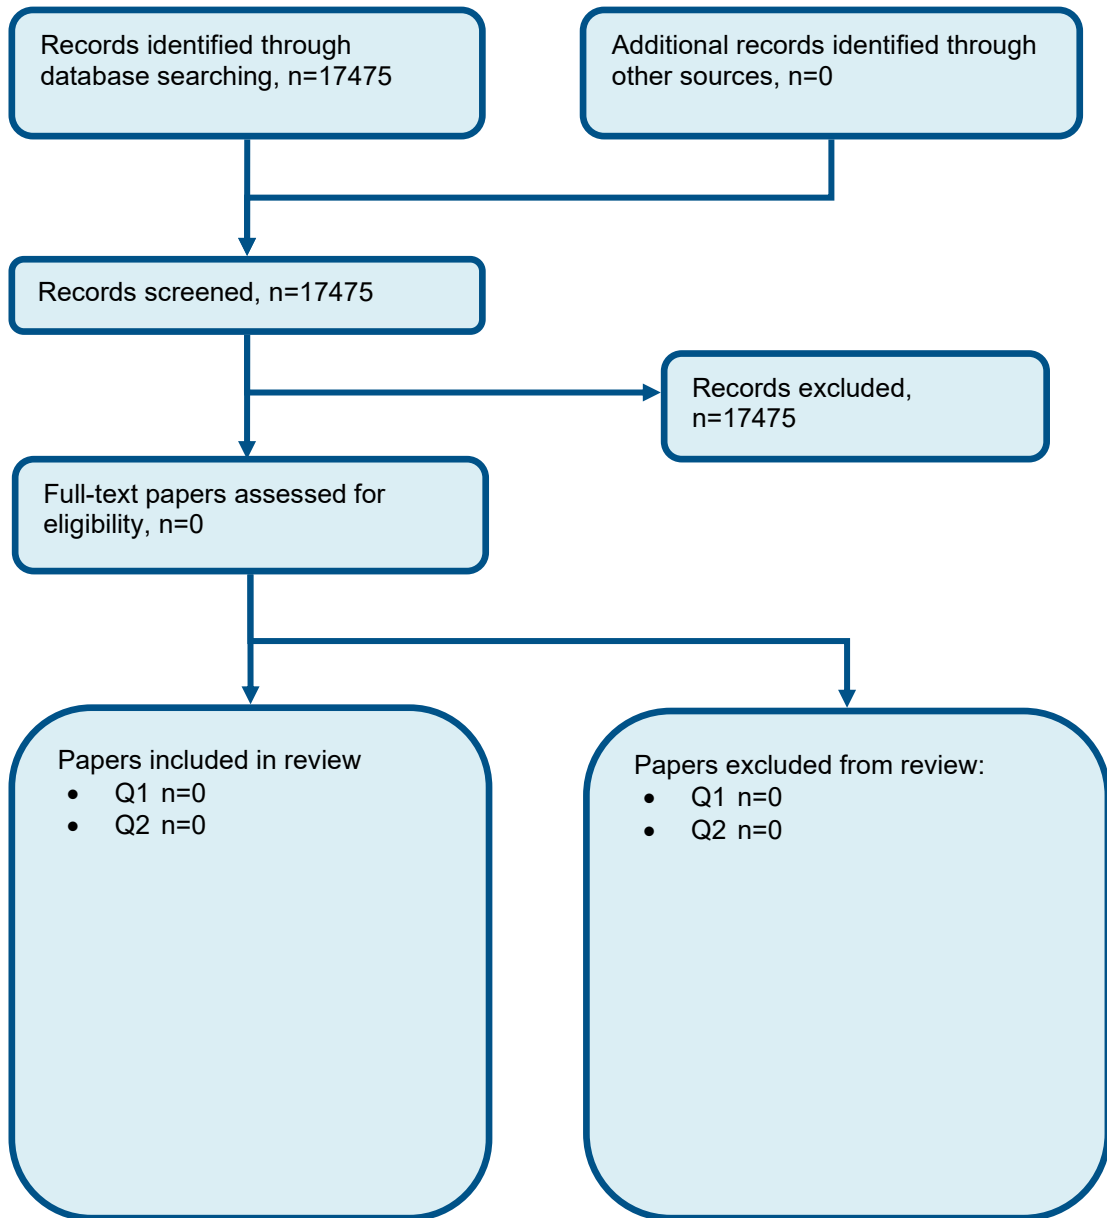 Records identified through
database searching, n=17475
Additional records identified through
other sources, n=0
Records screened, n=17475
Records excluded,
n=17475
Full-text papers assessed for
eligibility, n=0
Papers included in review
• Q1 n=0
• Q2 n=0
Papers excluded from review:
• Q1 n=0
• Q2 n=0